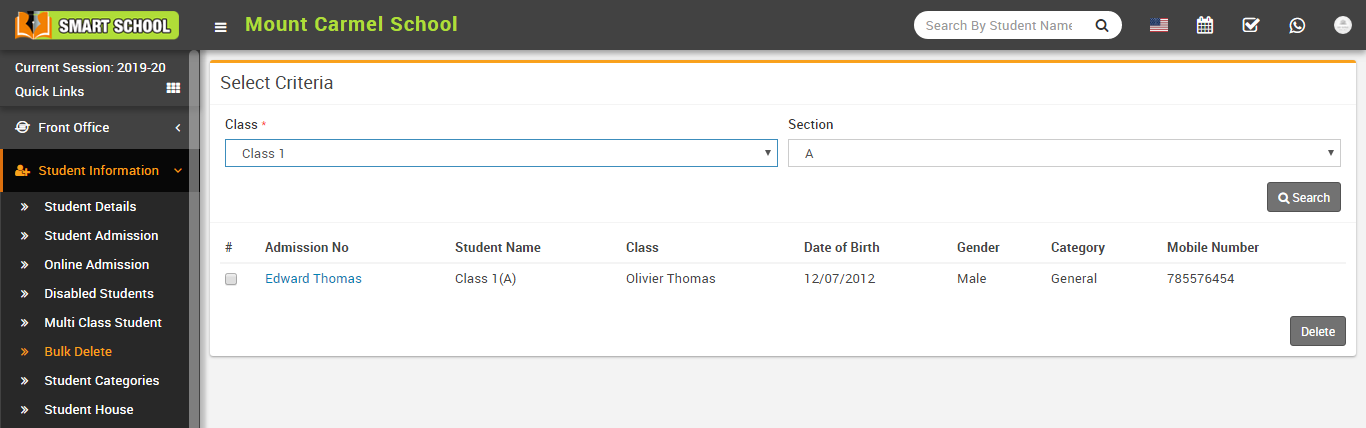 SMART SCHOOL
Mount Carmel School
Search By Student Name
Current Session: 2019-20
Quick Links
Front Office
Student Information
Student Details
Student Admission
Online Admission
Disabled Students
Multi Class Student
Bulk Delete
Student Categories
Student House
Select Criteria
Class * Section
Class 1 A
Search
# Admission No Student Name Class Date of Birth Gender Category Mobile Number
Edward Thomas Class 1(A) Olivier Thomas 12/07/2012 Male General 785576454
Delete